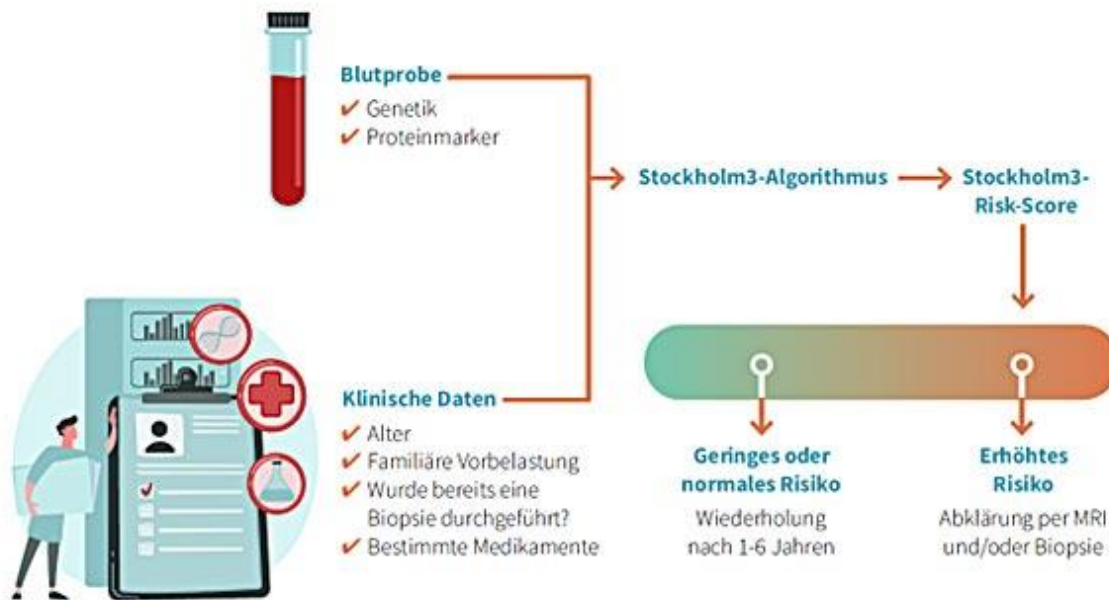 Blutprobe
✔ Genetik
✔ Proteinmarker
Stockholm3-Algorithmus
Stockholm3-
Risk-Score
Klinische Daten
✔ Alter
✔ Familiäre Vorbelastung
✔ Wurde bereits eine
Biopsie durchgeführt?
✔ Bestimmte Medikamente
Geringes oder
normales Risiko
Wiederholung
nach 1-6 Jahren
Erhöhtes
Risiko
Abklärung per MRI
und/oder Biopsie